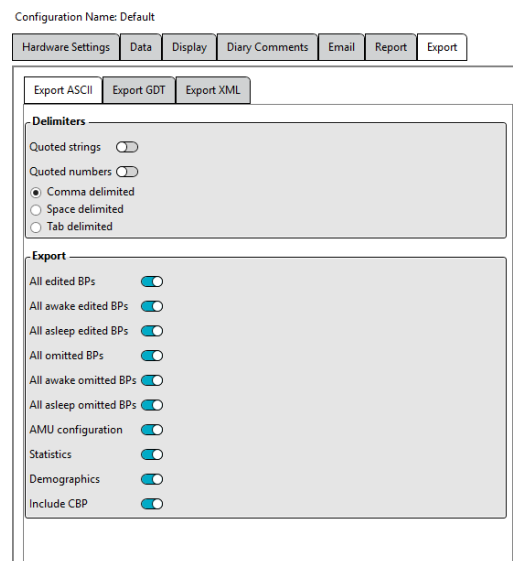 Configuration Name: Default
Hardware Settings Data Display Diary Comments Email Report Export
Export ASCII Export GDT Export XML
Delimiters
Quoted strings
Quoted numbers
Comma delimited
Space delimited
Tab delimited
Export
All edited BPs
All awake edited BPs
All asleep edited BPs
All omitted BPs
All awake omitted BPs
All asleep omitted BPs
AMU configuration
Statistics
Demographics
Include CBP